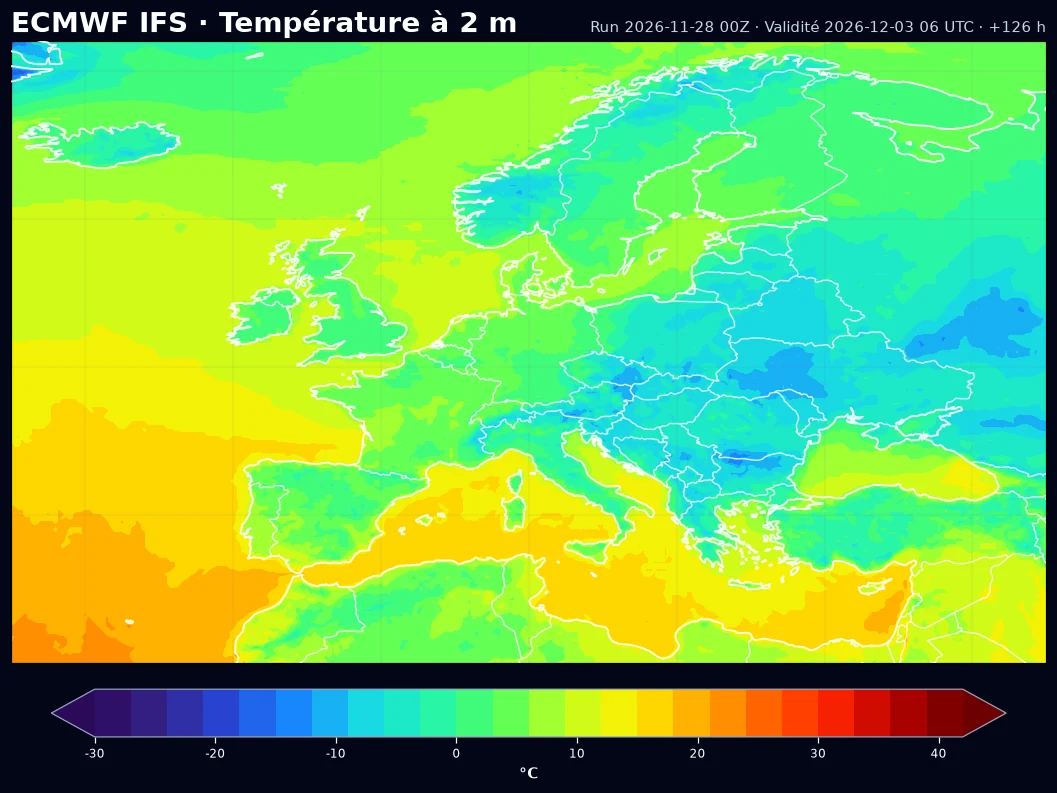 ECMWF IFS · Température à 2 m
Run 2026-11-28 00Z · Validité 2026-12-03 06 UTC · +126 h
-30 -20 -10 0 10 20 30 40
°C